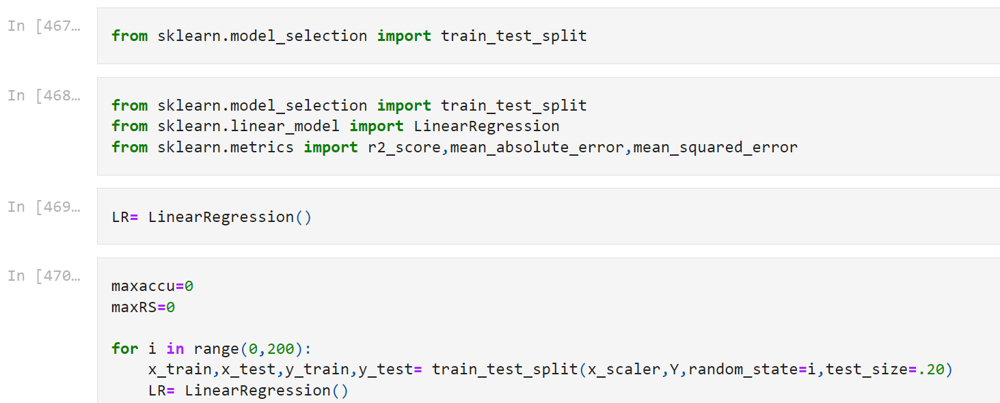 In [467…
from sklearn.model_selection import train_test_split
In [468…
from sklearn.model_selection import train_test_split
from sklearn.linear_model import LinearRegression
from sklearn.metrics import r2_score,mean_absolute_error,mean_squared_error
In [469…
LR= LinearRegression()
In [470…
maxaccu=0
maxRS=0
for i in range(0,200):
    x_train,x_test,y_train,y_test= train_test_split(x_scaler,Y,random_state=i,test_size=.20)
    LR= LinearRegression()